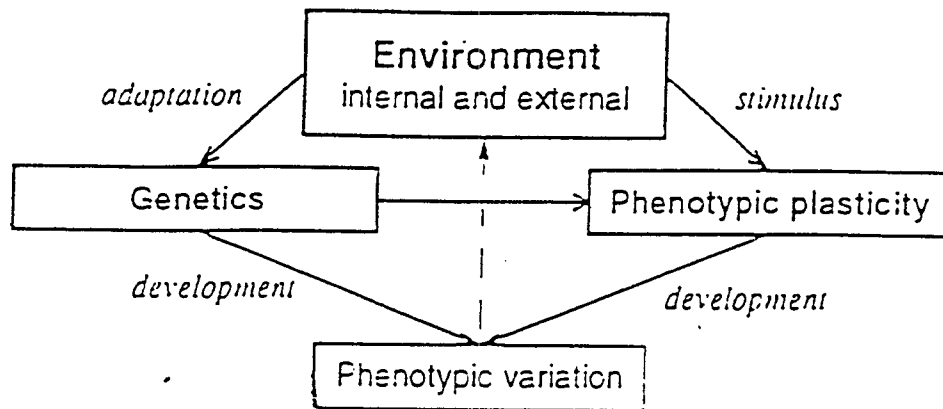 Environment
internal and external
adaptation
stimulus
Genetics
Phenotypic plasticity
development
development
Phenotypic variation